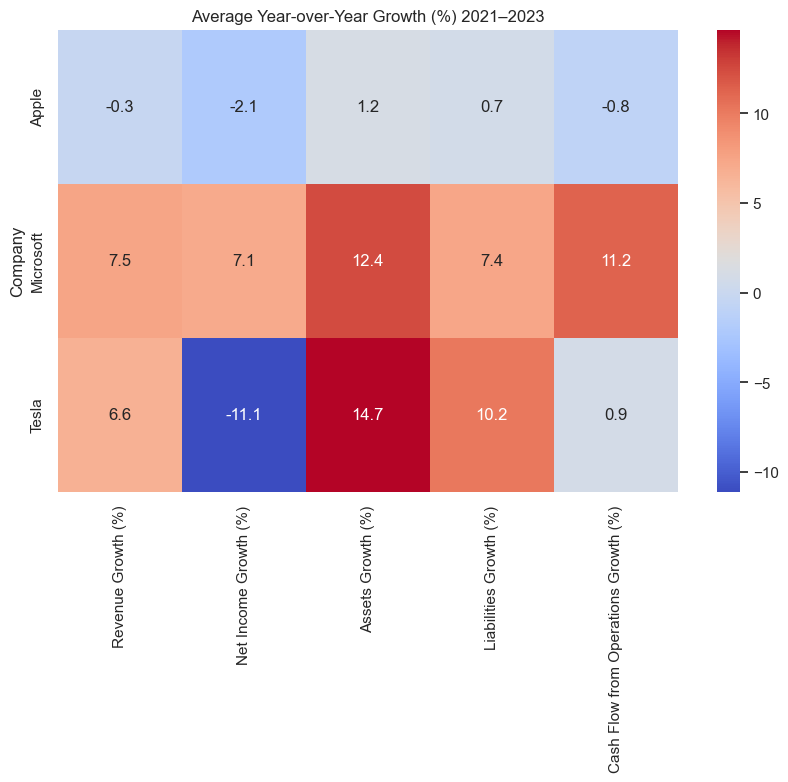 Average Year-over-Year Growth (%) 2021–2023
Company
Apple
-0.3 -2.1 1.2 0.7 -0.8
Microsoft
7.5 7.1 12.4 7.4 11.2
Tesla
6.6 -11.1 14.7 10.2 0.9
Revenue Growth (%)
Net Income Growth (%)
Assets Growth (%)
Liabilities Growth (%)
Cash Flow from Operations Growth (%)
10
5
0
−5
−10